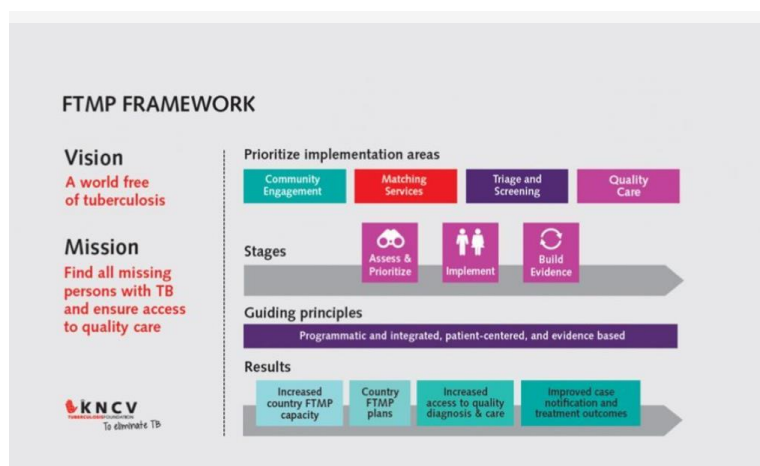 FTMP FRAMEWORK
Vision
A world free
of tuberculosis
Mission
Find all missing
persons with TB
and ensure access
to quality care
KNCV
TUBERCULOSEFOUNDATION
To eliminate TB
Prioritize implementation areas
Community
Engagement
Matching
Services
Triage and
Screening
Quality
Care
Stages
Assess &
Prioritize
Implement
Build
Evidence
Guiding principles
Programmatic and integrated, patient-centered, and evidence based
Results
Increased
country FTMP
capacity
Country
FTMP
plans
Increased
access to quality
diagnosis & care
Improved case
notification and
treatment outcomes